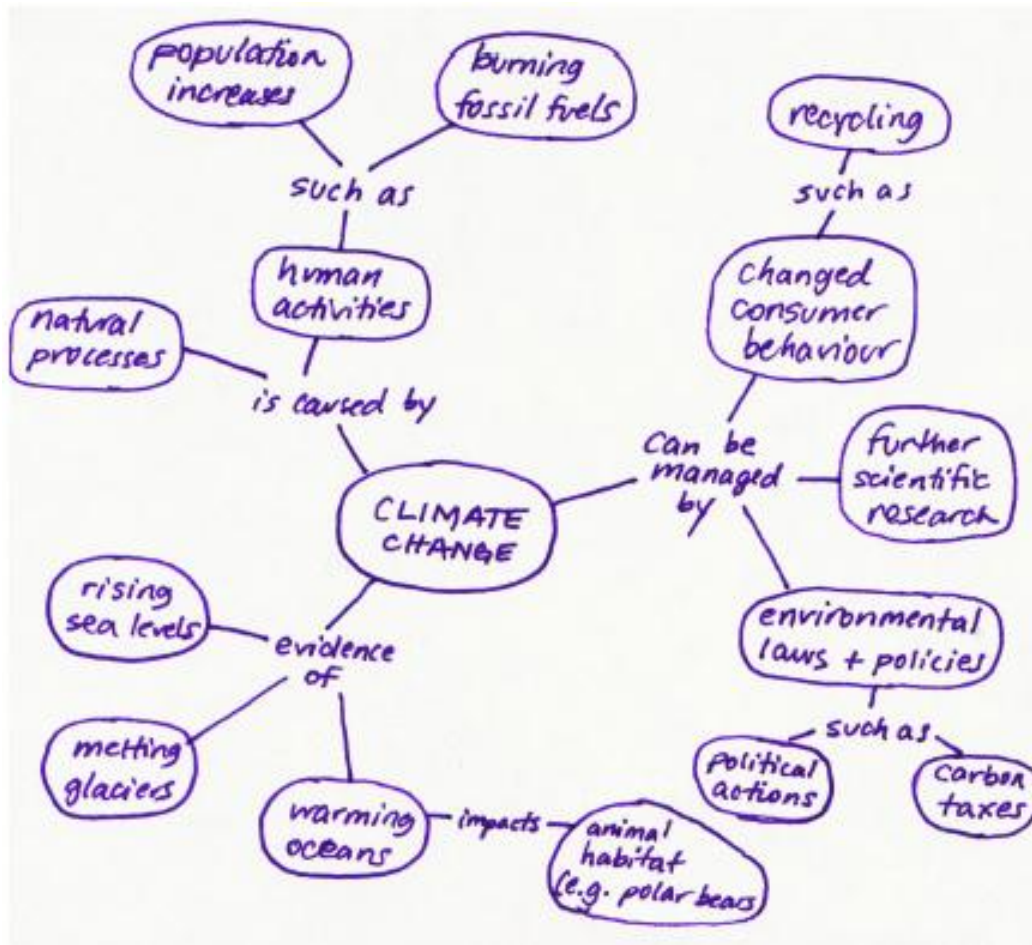 population
increases
burning
fossil fuels
such as
human
activities
natural
processes
is caused by
recycling
such as
changed
consumer
behaviour
can be
managed
by
further
scientific
research
CLIMATE
CHANGE
environmental
laws + policies
such as
political
actions
carbon
taxes
rising
sea levels
evidence
of
melting
glaciers
warming
oceans
impacts
animal
habitat
(e.g. polar bears